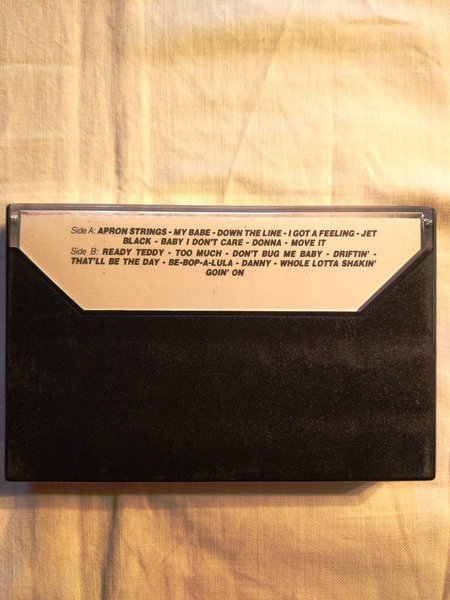 Side A: APRON STRINGS - MY BABE - DOWN THE LINE - I GOT A FEELING - JET
BLACK - BABY I DON'T CARE - DONNA - MOVE IT
Side B: READY TEDDY - TOO MUCH - DON'T BUG ME BABY - DRIFTIN' -
THAT'LL BE THE DAY - BE-BOP-A-LULA - DANNY - WHOLE LOTTA SHAKIN'
GOIN' ON